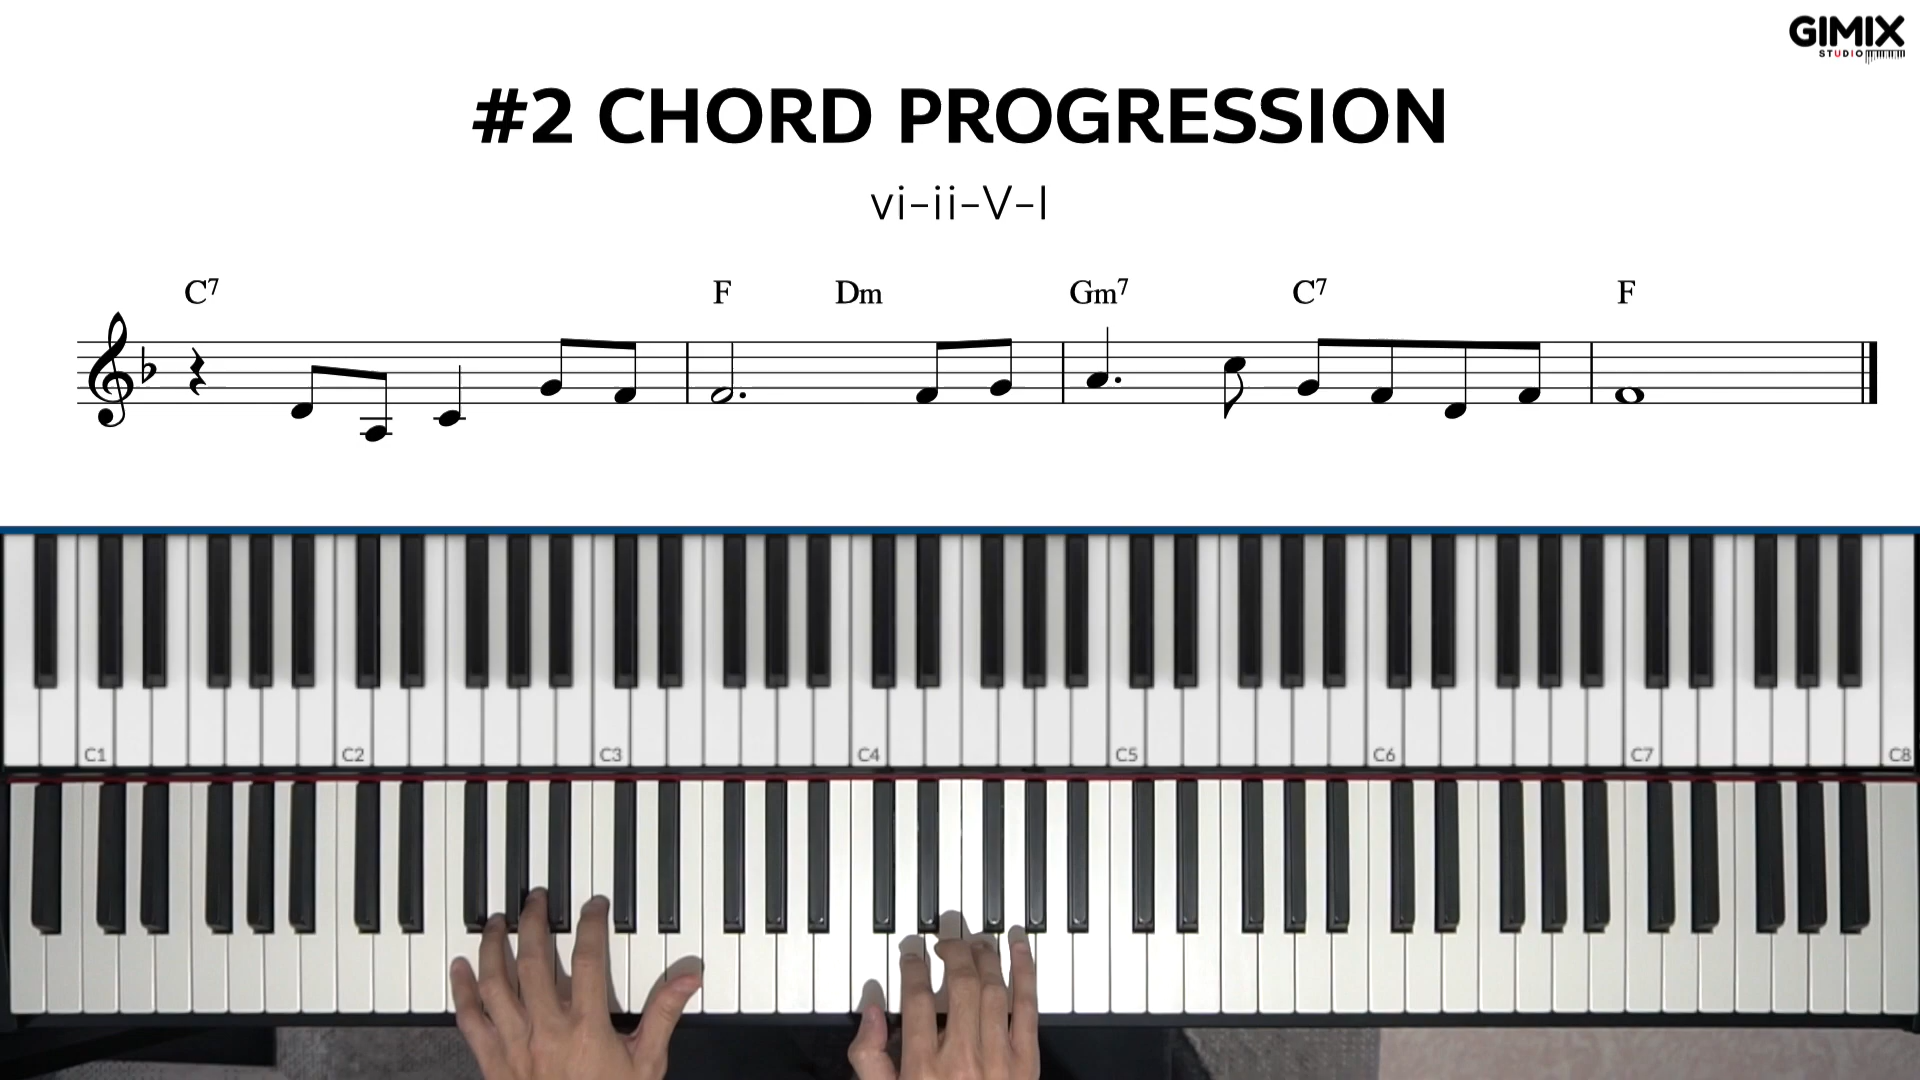 GIMIX
STUDIO
#2 CHORD PROGRESSION
vi-ii-V-I
C7 F Dm Gm7 C7 F
C1 C2 C3 C4 C5 C6 C7 C8